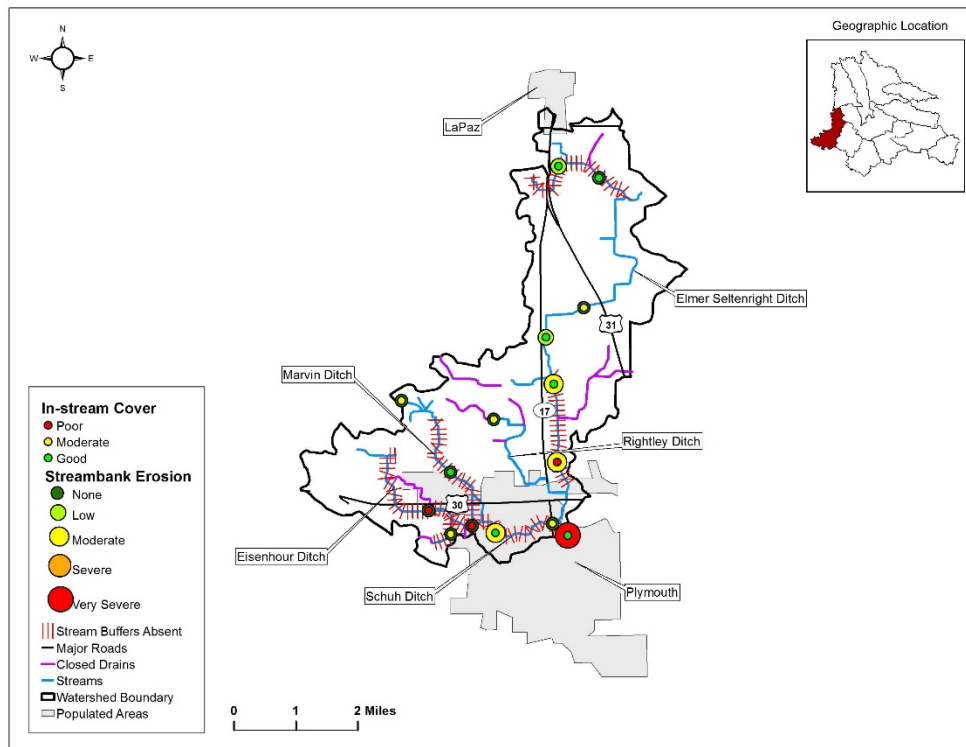 Geographic Location
N
W E
S
LaPaz
Elmer Seltenright Ditch
31
Marvin Ditch
17
Rightley Ditch
30
Eisenhour Ditch
Schuh Ditch
Plymouth
In-stream Cover
Poor
Moderate
Good
Streambank Erosion
None
Low
Moderate
Severe
Very Severe
Stream Buffers Absent
Major Roads
Closed Drains
Streams
Watershed Boundary
Populated Areas
0 1 2 Miles